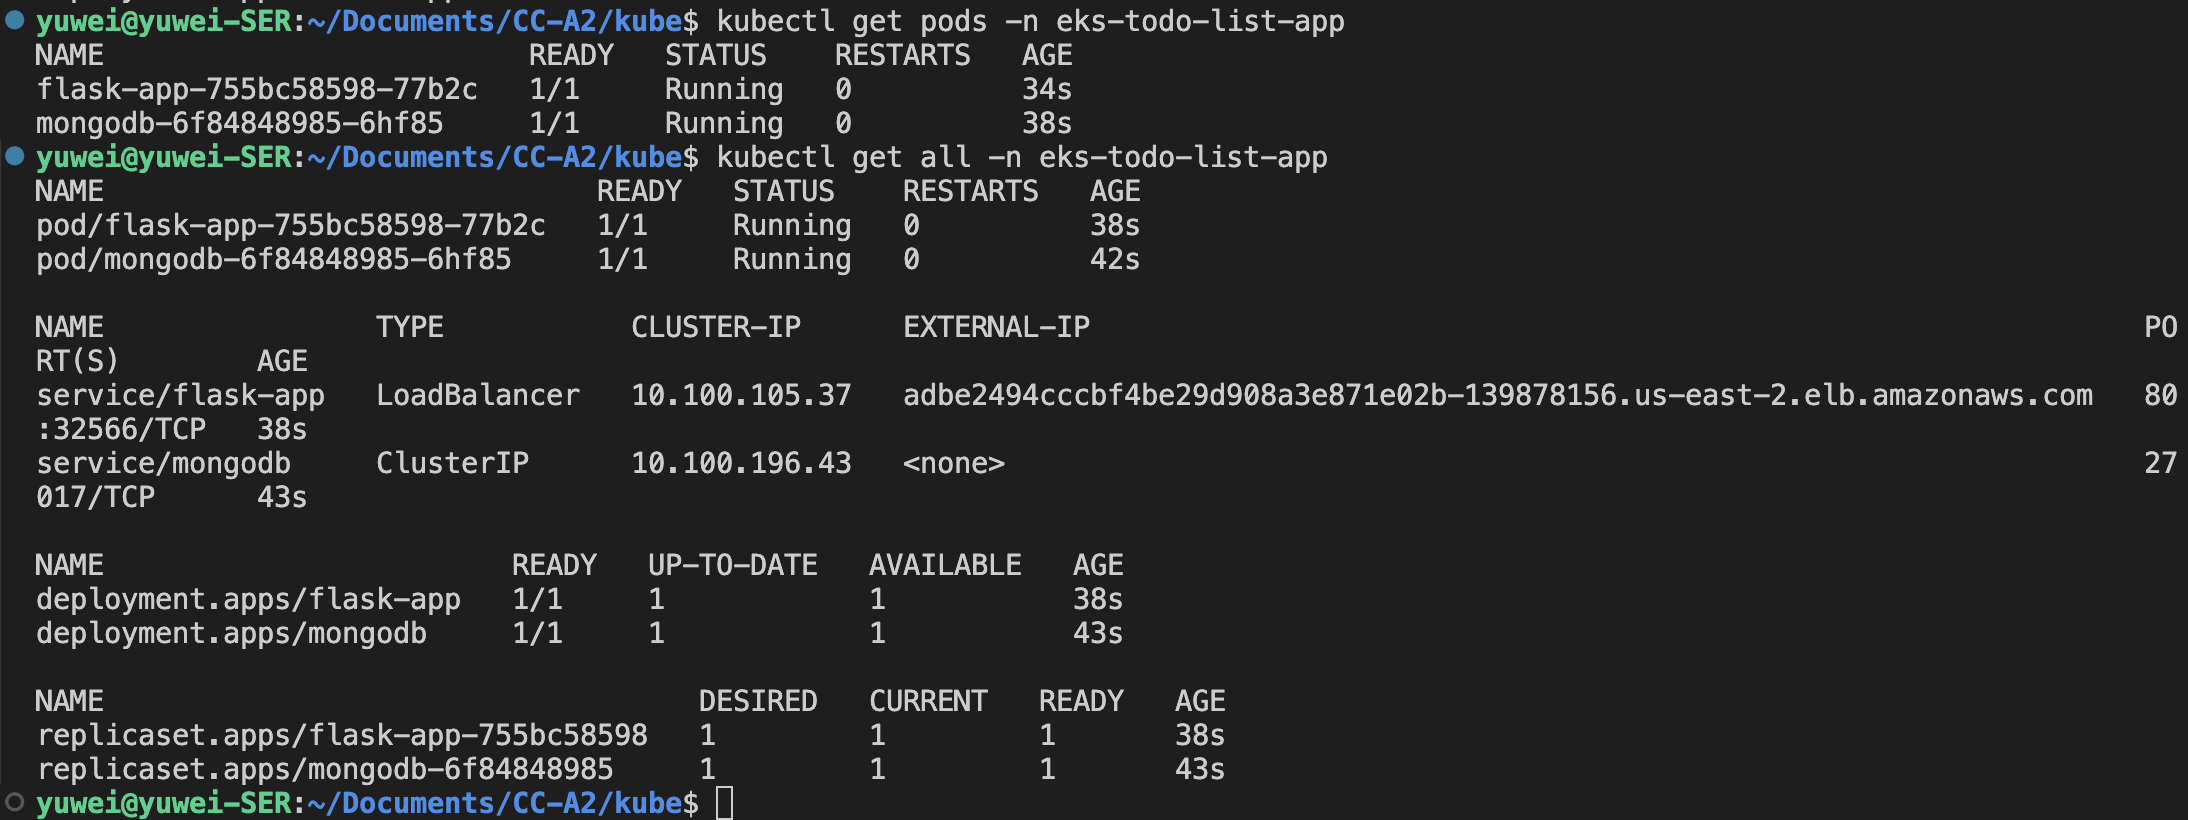 yuwei@yuwei-SER:~/Documents/CC-A2/kube$ kubectl get pods -n eks-todo-list-app
NAME                         READY   STATUS    RESTARTS   AGE
flask-app-755bc58598-77b2c   1/1     Running   0          34s
mongodb-6f84848985-6hf85     1/1     Running   0          38s
yuwei@yuwei-SER:~/Documents/CC-A2/kube$ kubectl get all -n eks-todo-list-app
NAME                             READY   STATUS    RESTARTS   AGE
pod/flask-app-755bc58598-77b2c   1/1     Running   0          38s
pod/mongodb-6f84848985-6hf85     1/1     Running   0          42s

NAME                TYPE           CLUSTER-IP      EXTERNAL-IP                                                              PO
RT(S)        AGE
service/flask-app   LoadBalancer   10.100.105.37   adbe2494cccbf4be29d908a3e871e02b-139878156.us-east-2.elb.amazonaws.com   80
:32566/TCP   38s
service/mongodb     ClusterIP      10.100.196.43   <none>                                                                   27
017/TCP      43s

NAME                        READY   UP-TO-DATE   AVAILABLE   AGE
deployment.apps/flask-app   1/1     1            1           38s
deployment.apps/mongodb     1/1     1            1           43s

NAME                                   DESIRED   CURRENT   READY   AGE
replicaset.apps/flask-app-755bc58598   1         1         1       38s
replicaset.apps/mongodb-6f84848985     1         1         1       43s
yuwei@yuwei-SER:~/Documents/CC-A2/kube$